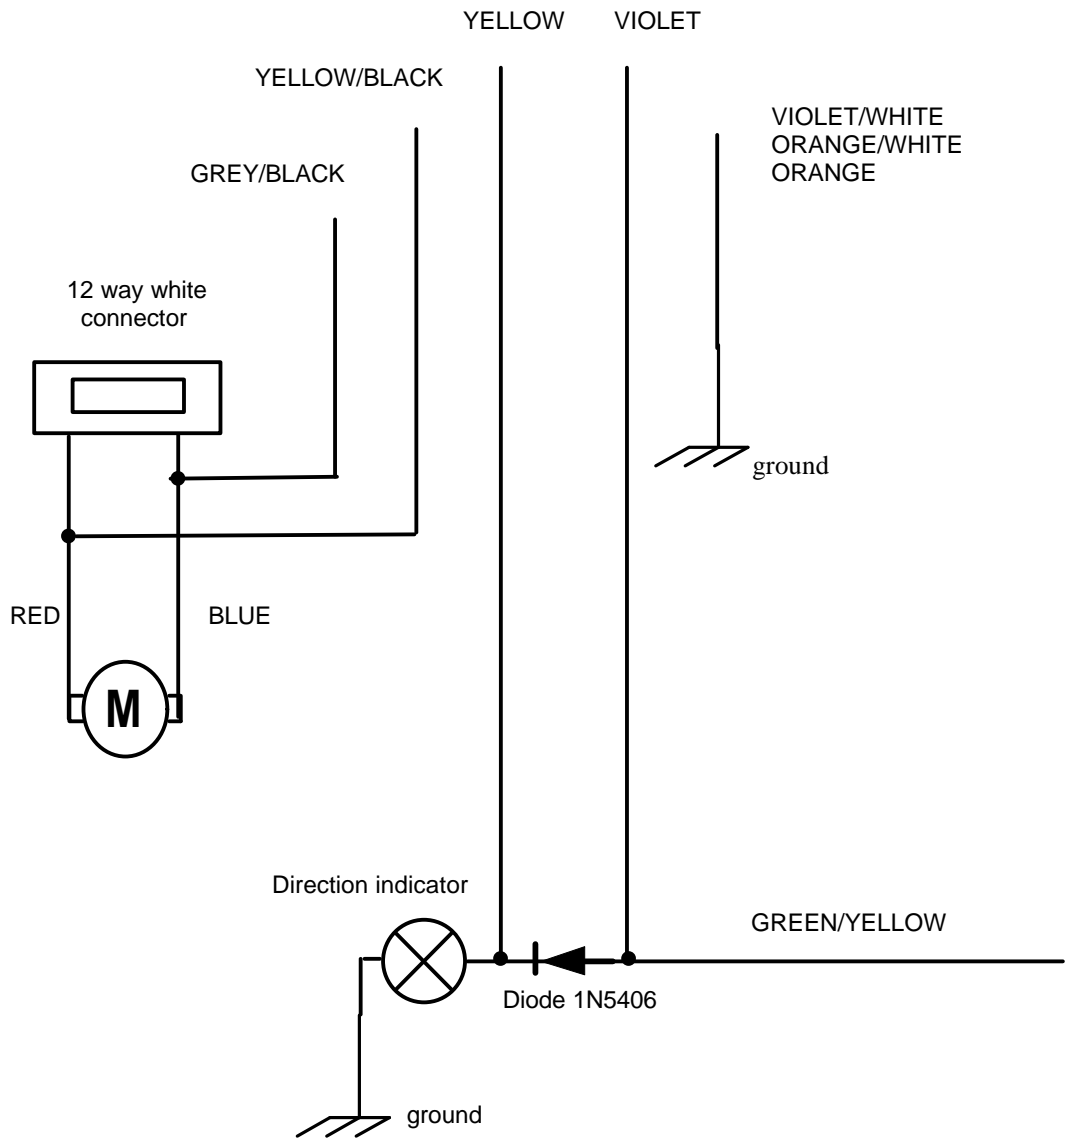 YELLOW
VIOLET
YELLOW/BLACK
VIOLET/WHITE
ORANGE/WHITE
ORANGE
GREY/BLACK
12 way white
connector
ground
RED
BLUE
M
Direction indicator
GREEN/YELLOW
Diode 1N5406
ground